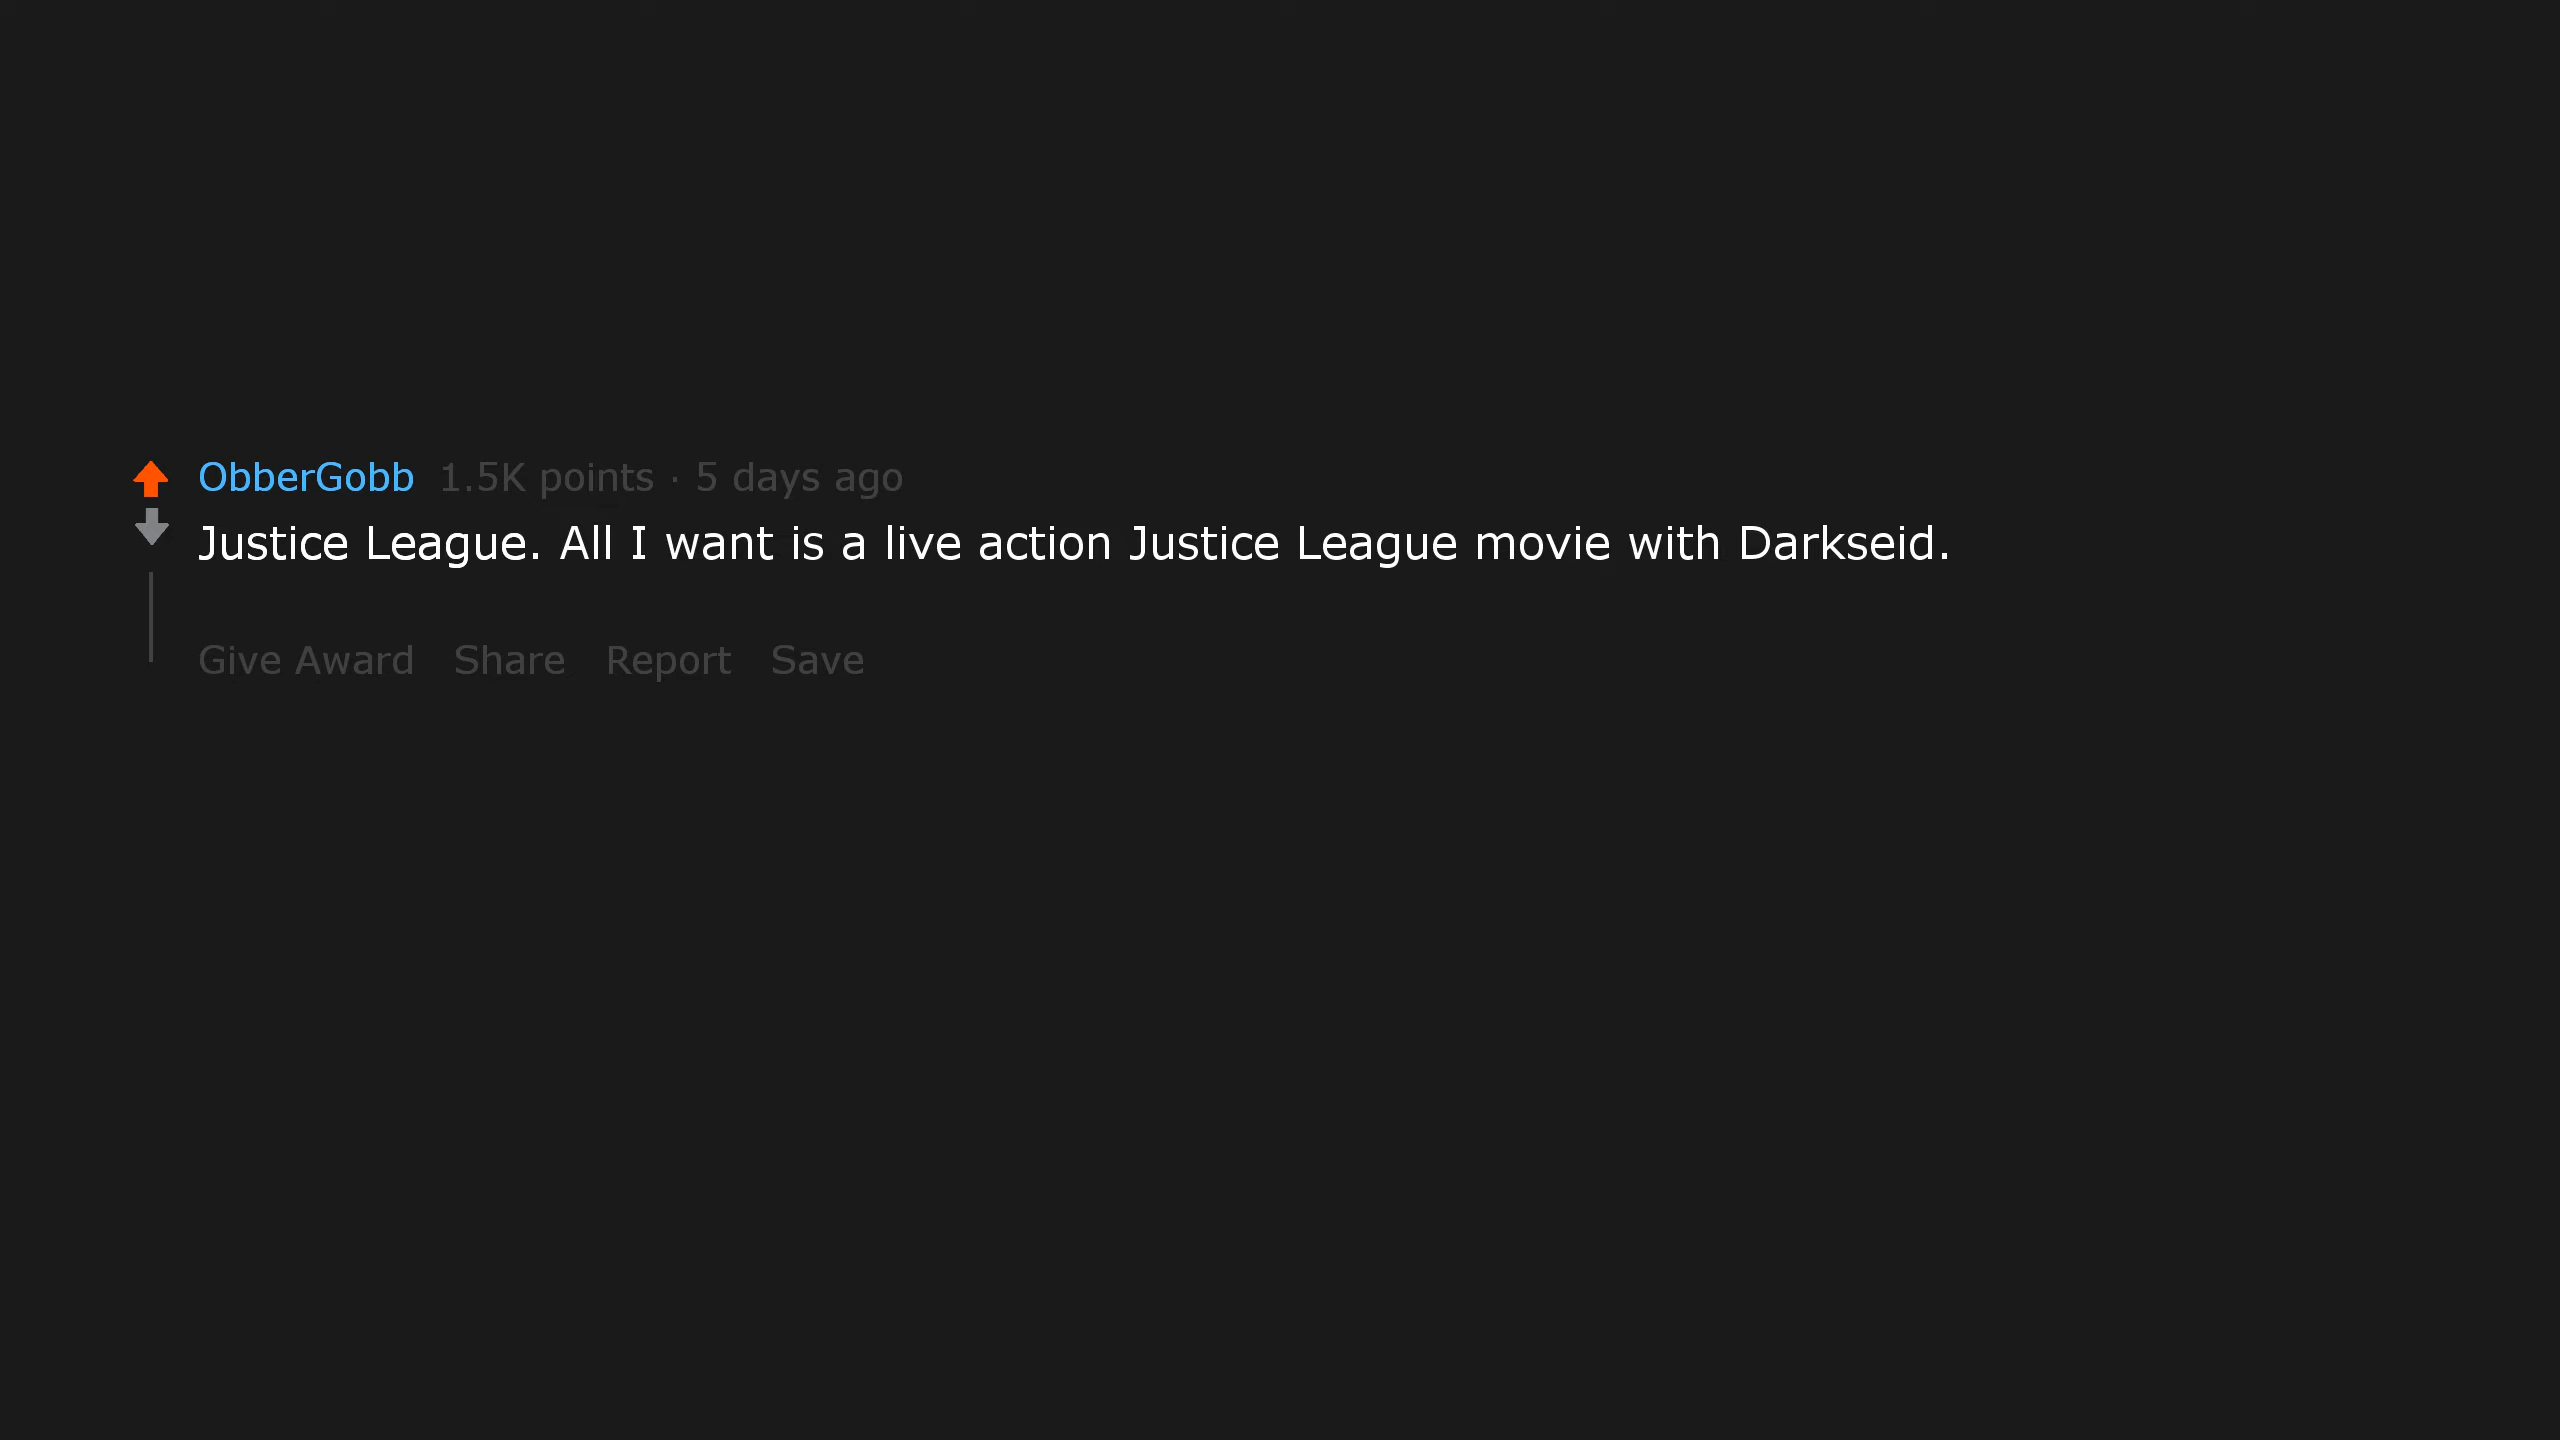 ObberGobb 1.5K points · 5 days ago
Justice League. All I want is a live action Justice League movie with Darkseid.
Give Award Share Report Save